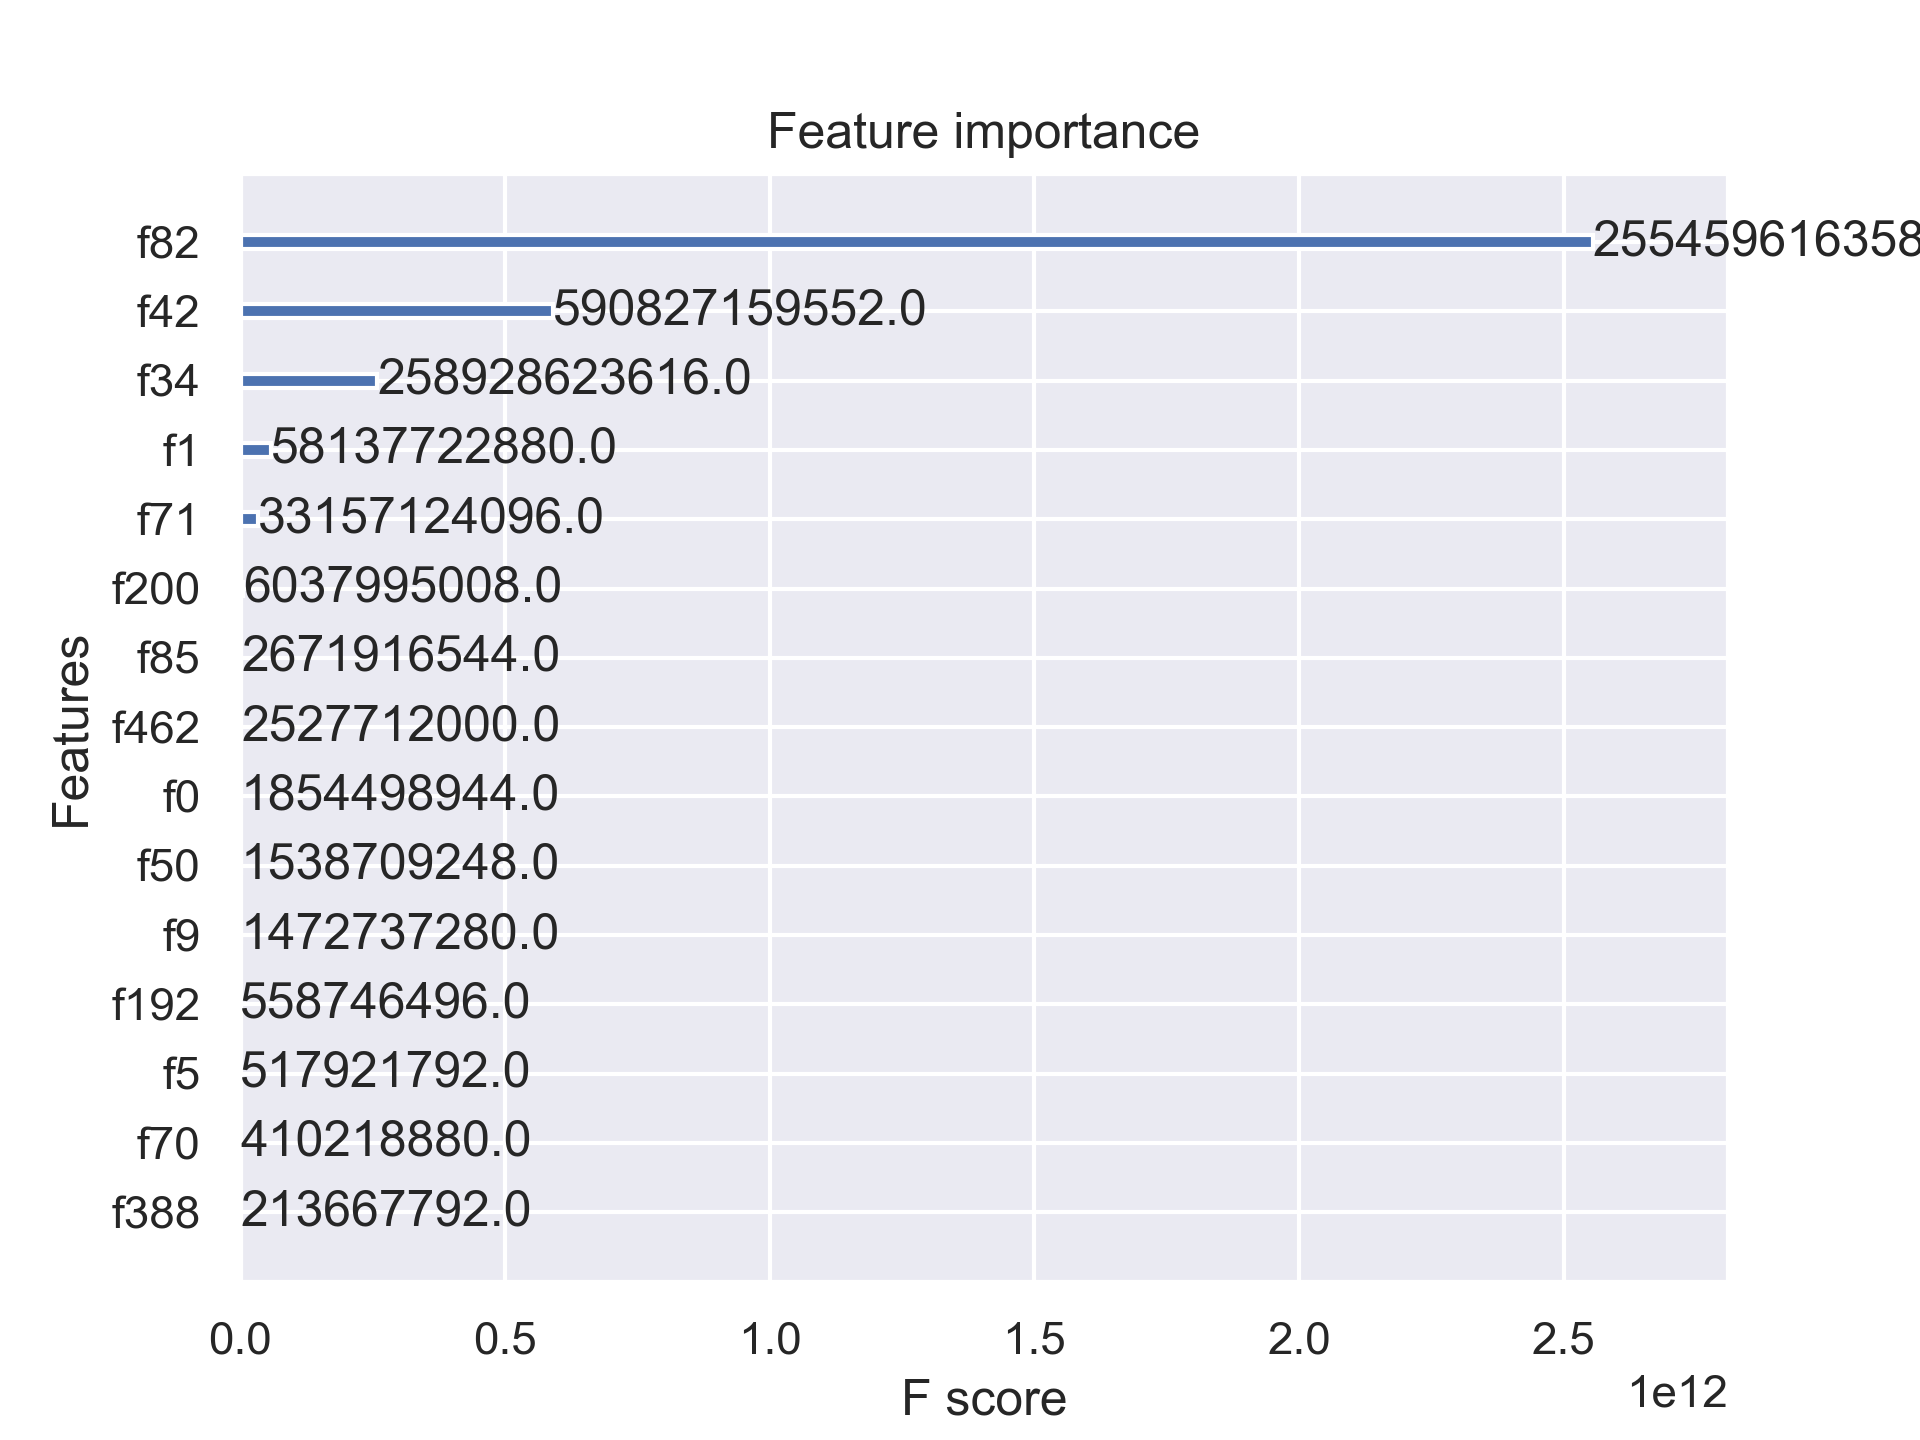 Feature importance
f82 255459616358
f42 590827159552.0
f34 258928623616.0
f1 58137722880.0
f71 33157124096.0
f200 6037995008.0
f85 2671916544.0
f462 2527712000.0
f0 1854498944.0
f50 1538709248.0
f9 1472737280.0
f192 558746496.0
f5 517921792.0
f70 410218880.0
f388 213667792.0
Features
0.0 0.5 1.0 1.5 2.0 2.5
1e12
F score